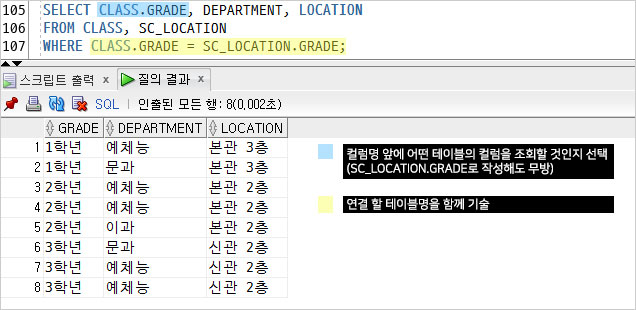 105 SELECT CLASS.GRADE, DEPARTMENT, LOCATION
106 FROM CLASS, SC_LOCATION
107 WHERE CLASS.GRADE = SC_LOCATION.GRADE;
스크립트 출력 x 질의 결과 x
SQL | 인출된 모든 행: 8(0,002초)
GRADE DEPARTMENT LOCATION
1 1학년 예체능 본관 3층
2 1학년 문과 본관 3층
3 2학년 예체능 본관 2층
4 2학년 예체능 본관 2층
5 2학년 이과 본관 2층
6 3학년 문과 신관 2층
7 3학년 예체능 신관 2층
8 3학년 예체능 신관 2층
컬럼명 앞에 어떤 테이블의 컬럼을 조회할 것인지 선택
(SC_LOCATION.GRADE로 작성해도 무방)
연결 할 테이블명을 함께 기술